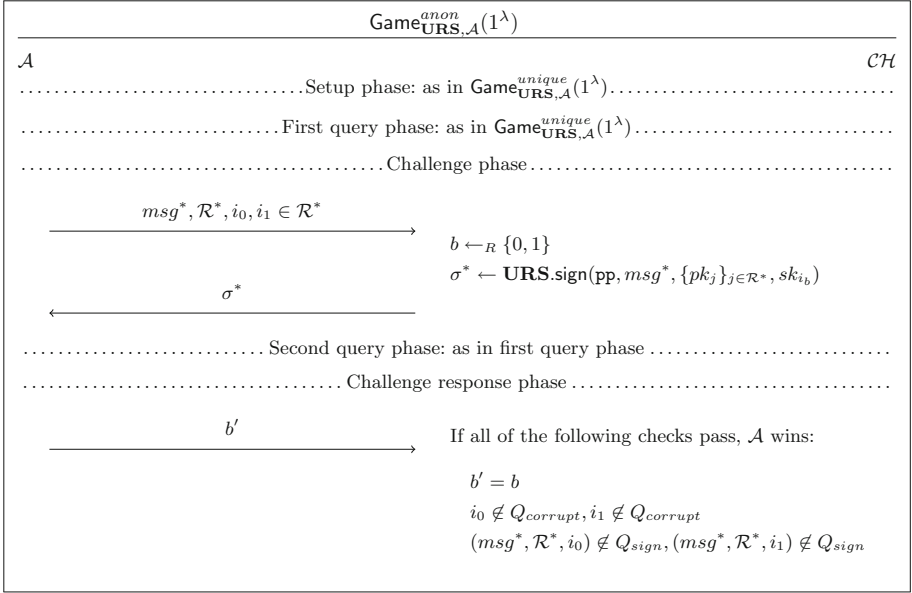 Game^{anon}_{URS,𝒜}(1^λ)
𝒜 𝒞ℋ
Setup phase: as in Game^{unique}_{URS,𝒜}(1^λ)
First query phase: as in Game^{unique}_{URS,𝒜}(1^λ)
Challenge phase
msg*, ℛ*, i_0, i_1 ∈ ℛ*
b ←_R {0, 1}
σ* ← URS.sign(pp, msg*, {pk_j}_{j∈ℛ*}, sk_{i_b})
σ*
Second query phase: as in first query phase
Challenge response phase
b′
If all of the following checks pass, 𝒜 wins:
b′ = b
i_0 ∉ Q_{corrupt}, i_1 ∉ Q_{corrupt}
(msg*, ℛ*, i_0) ∉ Q_{sign}, (msg*, ℛ*, i_1) ∉ Q_{sign}